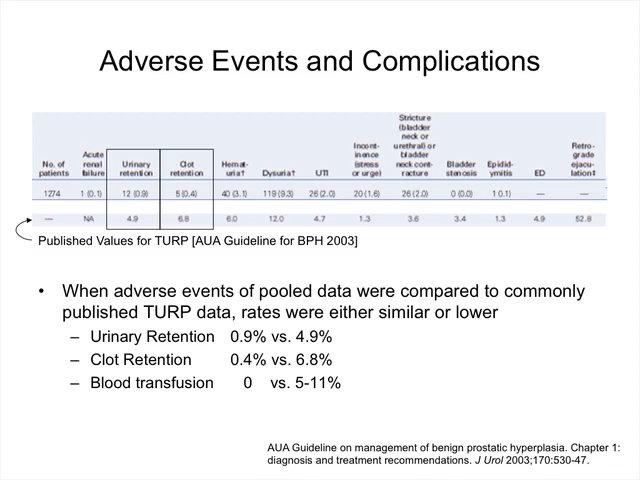 Adverse Events and Complications
No. of patients
Acute renal failure
Urinary retention
Clot retention
Hemat- uria†
Dysuria†
UTI
Incont- inence (stress or urge)
Stricture (bladder neck or urethral) or bladder neck cont- racture
Bladder stenosis
Epidid- ymitis
ED
Retro- grade ejacu- lation‡
1274 1 (0.1) 12 (0.9) 5 (0.4) 40 (3.1) 119 (9.3) 26 (2.0) 20 (1.6) 26 (2.0) 0 (0.0) 1 0.1) — —
— NA 4.9 6.8 6.0 12.0 4.7 1.3 3.6 3.4 1.3 4.9 52.8
Published Values for TURP [AUA Guideline for BPH 2003]
• When adverse events of pooled data were compared to commonly
published TURP data, rates were either similar or lower
– Urinary Retention 0.9% vs. 4.9%
– Clot Retention 0.4% vs. 6.8%
– Blood transfusion 0 vs. 5-11%
AUA Guideline on management of benign prostatic hyperplasia. Chapter 1:
diagnosis and treatment recommendations. J Urol 2003;170:530-47.